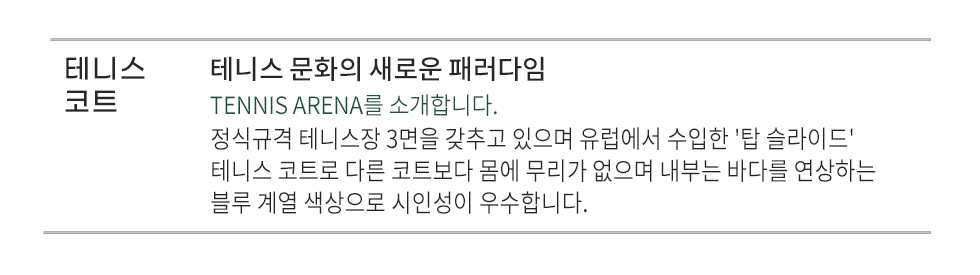 테니스
코트
테니스 문화의 새로운 패러다임
TENNIS ARENA를 소개합니다.
정식규격 테니스장 3면을 갖추고 있으며 유럽에서 수입한 '탑 슬라이드'
테니스 코트로 다른 코트보다 몸에 무리가 없으며 내부는 바다를 연상하는
블루 계열 색상으로 시인성이 우수합니다.